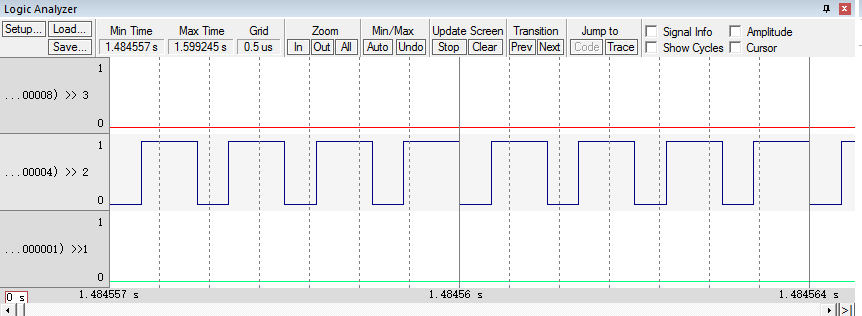 Logic Analyzer
Setup... Load... Min Time Max Time Grid Zoom Min/Max Update Screen Transition Jump to Signal Info Amplitude
Save... 1.484557 s 1.599245 s 0.5 us In Out All Auto Undo Stop Clear Prev Next Code Trace Show Cycles Cursor
1
...00008) >> 3
0
1
...00004) >> 2
0
1
...000001) >>1
0
0 s 1.484557 s 1.48456 s 1.484564 s
>|